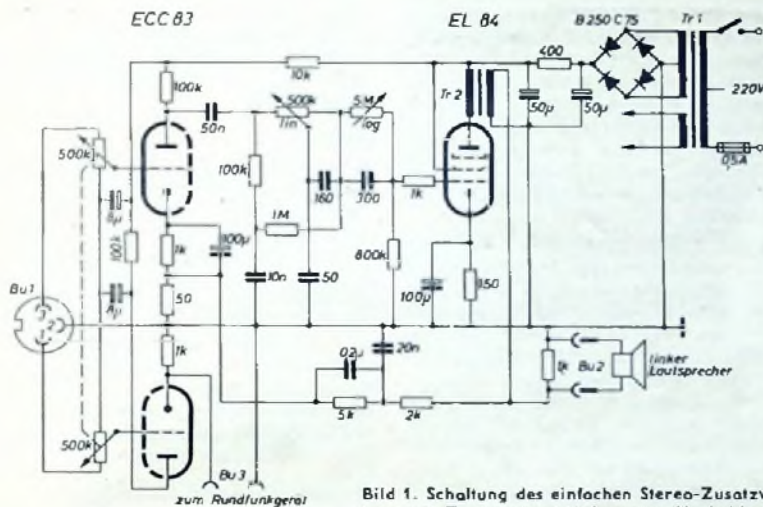 ECC 83
EL 84
B 250 C 75
Tr 1
10k
400
100k
50n
500k
lin
5M
log
Tr 2
50µ
50µ
220V
0,5A
500k
100k
160
300
1k
8µ
100k
1k
100µ
1M
800k
10n
50
100µ
150
Bu 1
3
2
1
8µ
50
1k
0,2µ
20n
1k
Bu 2
linker
Lautsprecher
5k
2k
500k
Bu 3
zum Rundfunkgerät
Bild 1. Schaltung des einfachen Stereo-Zusatzv